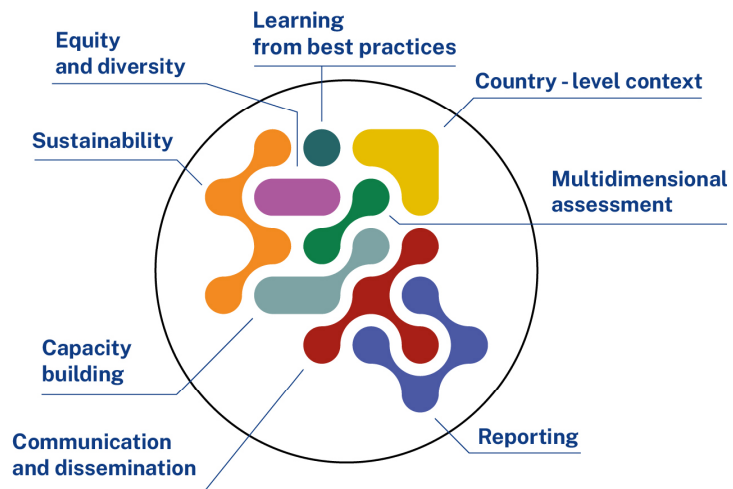 Learning
from best practices
Equity
and diversity
Country - level context
Sustainability
Multidimensional
assessment
Capacity
building
Communication
and dissemination
Reporting